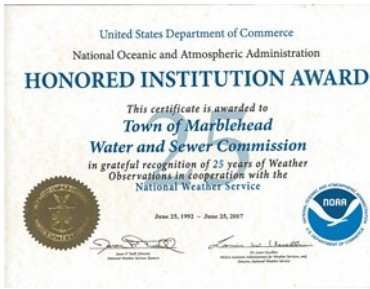 United States Department of Commerce
National Oceanic and Atmospheric Administration
HONORED INSTITUTION AWARD
This certificate is awarded to
Town of Marblehead
Water and Sewer Commission
25
in grateful recognition of 25 years of Weather
Observations in cooperation with the
National Weather Service
June 25, 1992 – June 25, 2017
NOAA